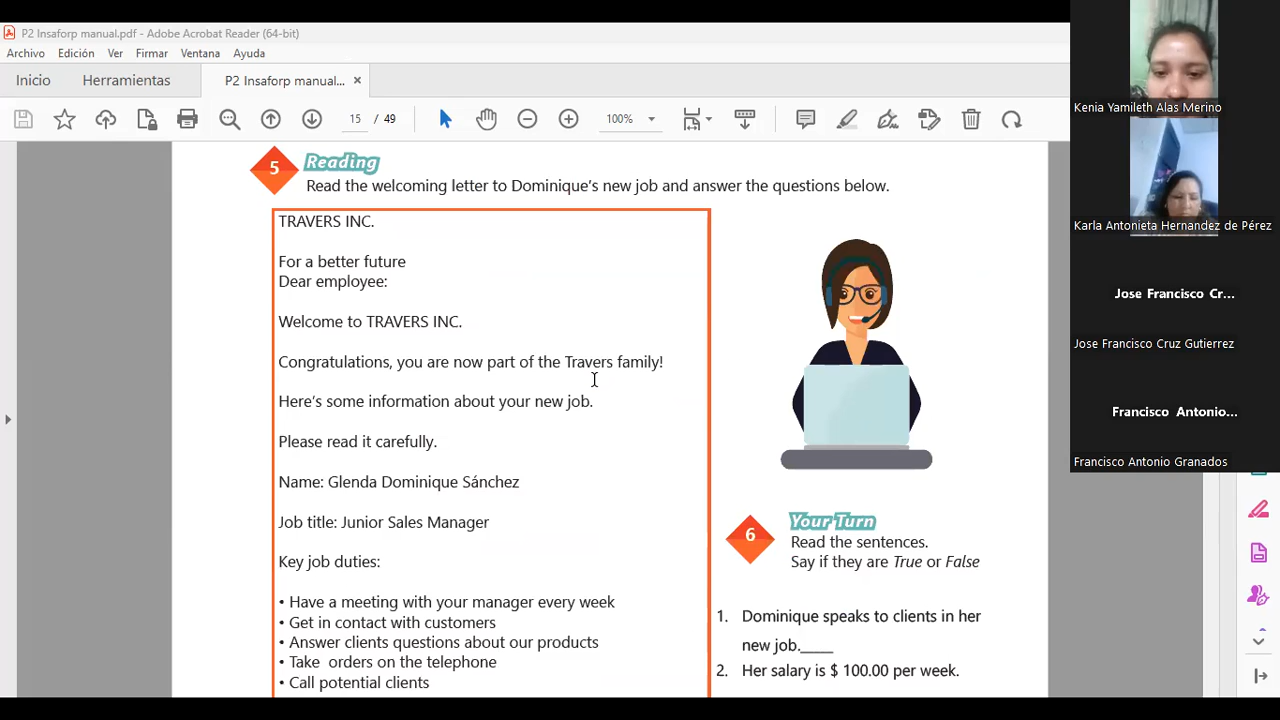 P2 Insaforp manual.pdf - Adobe Acrobat Reader (64-bit)
Archivo Edición Ver Firmar Ventana Ayuda
Inicio Herramientas P2 Insaforp manual... ×
15 / 49 100%
5 Reading
Read the welcoming letter to Dominique's new job and answer the questions below.
TRAVERS INC.
For a better future
Dear employee:
Welcome to TRAVERS INC.
Congratulations, you are now part of the Travers family!
Here's some information about your new job.
Please read it carefully.
Name: Glenda Dominique Sánchez
Job title: Junior Sales Manager
Key job duties:
• Have a meeting with your manager every week
• Get in contact with customers
• Answer clients questions about our products
• Take orders on the telephone
• Call potential clients
6 Your Turn
Read the sentences.
Say if they are True or False
1. Dominique speaks to clients in her
new job.____
2. Her salary is $ 100.00 per week.
Kenia Yamileth Alas Merino
Karla Antonieta Hernandez de Pérez
Jose Francisco Cr...
Jose Francisco Cruz Gutierrez
Francisco Antonio...
Francisco Antonio Granados